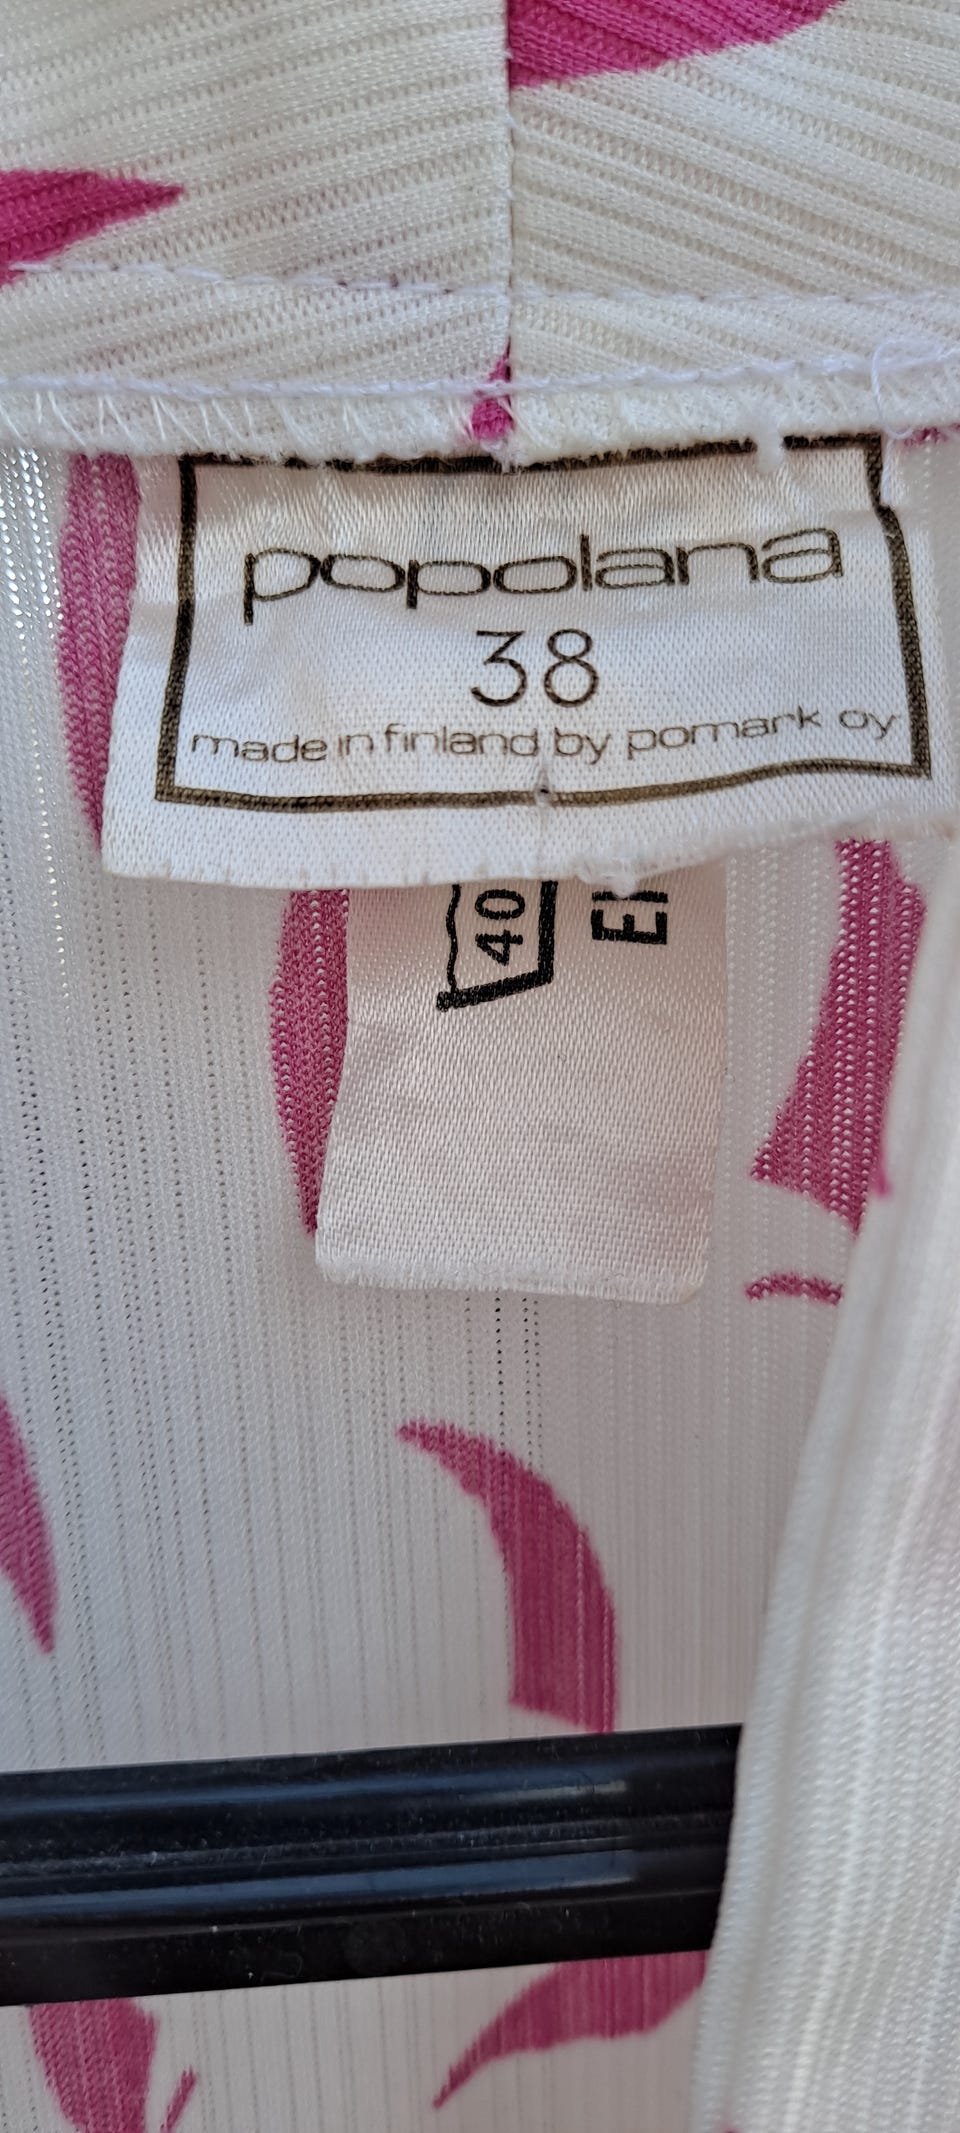 popolana
38
made in finland by pomark oy
40